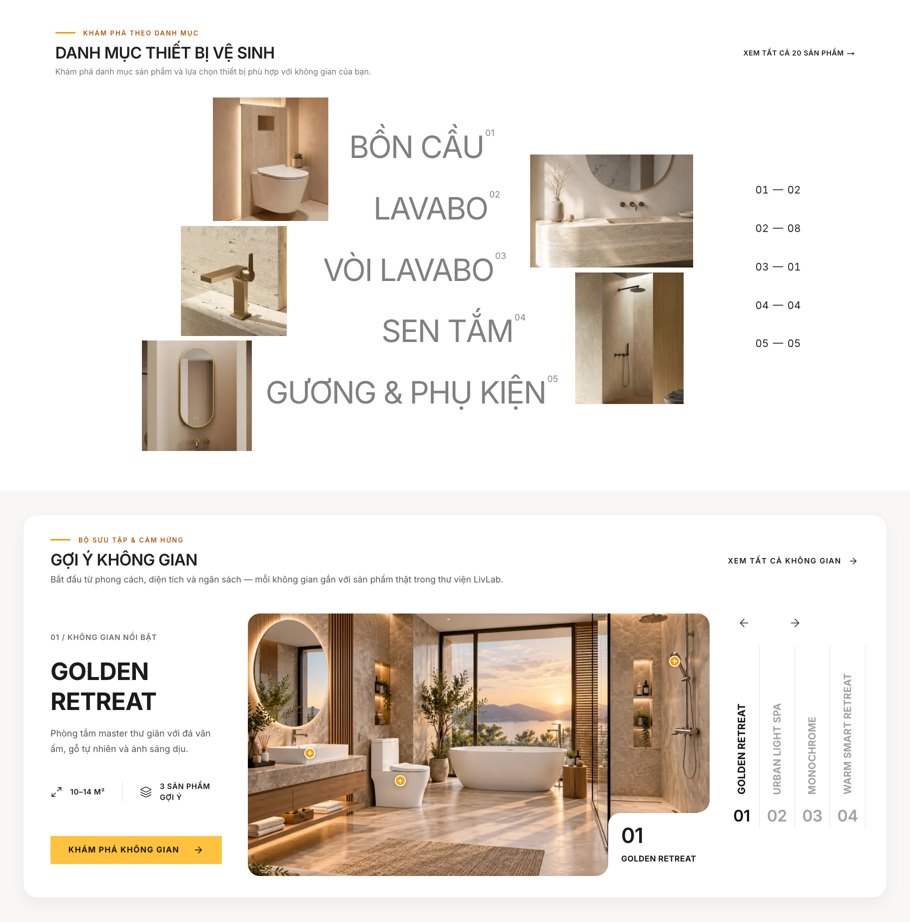 KHÁM PHÁ THEO DANH MỤC
DANH MỤC THIẾT BỊ VỆ SINH
Khám phá danh mục sản phẩm và lựa chọn thiết bị phù hợp với không gian của bạn.
XEM TẤT CẢ 20 SẢN PHẨM →
BỒN CẦU 01
LAVABO 02
VÒI LAVABO 03
SEN TẮM 04
GƯƠNG & PHỤ KIỆN 05
01 — 02
02 — 08
03 — 01
04 — 04
05 — 05
BỘ SƯU TẬP & CẢM HỨNG
GỢI Ý KHÔNG GIAN
Bắt đầu từ phong cách, diện tích và ngân sách — mỗi không gian gắn với sản phẩm thật trong thư viện LivLab.
XEM TẤT CẢ KHÔNG GIAN →
01 / KHÔNG GIAN NỔI BẬT
GOLDEN
RETREAT
Phòng tắm master thư giãn với đá vân
ấm, gỗ tự nhiên và ánh sáng dịu.
10–14 M²
3 SẢN PHẨM
GỢI Ý
KHÁM PHÁ KHÔNG GIAN →
01
GOLDEN RETREAT
← →
GOLDEN RETREAT
01
URBAN LIGHT SPA
02
MONOCHROME
03
WARM SMART RETREAT
04